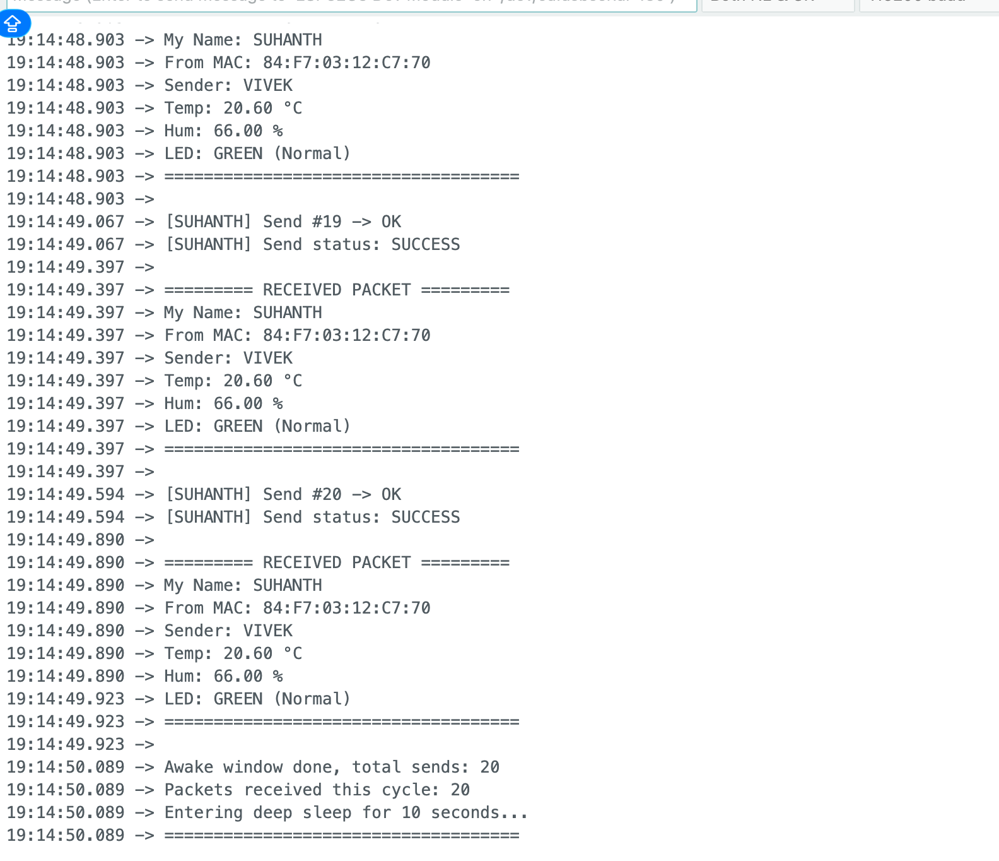 19:14:48.903 -> My Name: SUHANTH
19:14:48.903 -> From MAC: 84:F7:03:12:C7:70
19:14:48.903 -> Sender: VIVEK
19:14:48.903 -> Temp: 20.60 °C
19:14:48.903 -> Hum: 66.00 %
19:14:48.903 -> LED: GREEN (Normal)
19:14:48.903 -> ====================================
19:14:48.903 ->
19:14:49.067 -> [SUHANTH] Send #19 -> OK
19:14:49.067 -> [SUHANTH] Send status: SUCCESS
19:14:49.397 ->
19:14:49.397 -> ========= RECEIVED PACKET =========
19:14:49.397 -> My Name: SUHANTH
19:14:49.397 -> From MAC: 84:F7:03:12:C7:70
19:14:49.397 -> Sender: VIVEK
19:14:49.397 -> Temp: 20.60 °C
19:14:49.397 -> Hum: 66.00 %
19:14:49.397 -> LED: GREEN (Normal)
19:14:49.397 -> ====================================
19:14:49.397 ->
19:14:49.594 -> [SUHANTH] Send #20 -> OK
19:14:49.594 -> [SUHANTH] Send status: SUCCESS
19:14:49.890 ->
19:14:49.890 -> ========= RECEIVED PACKET =========
19:14:49.890 -> My Name: SUHANTH
19:14:49.890 -> From MAC: 84:F7:03:12:C7:70
19:14:49.890 -> Sender: VIVEK
19:14:49.890 -> Temp: 20.60 °C
19:14:49.890 -> Hum: 66.00 %
19:14:49.923 -> LED: GREEN (Normal)
19:14:49.923 -> ====================================
19:14:49.923 ->
19:14:50.089 -> Awake window done, total sends: 20
19:14:50.089 -> Packets received this cycle: 20
19:14:50.089 -> Entering deep sleep for 10 seconds...
19:14:50.089 -> ====================================